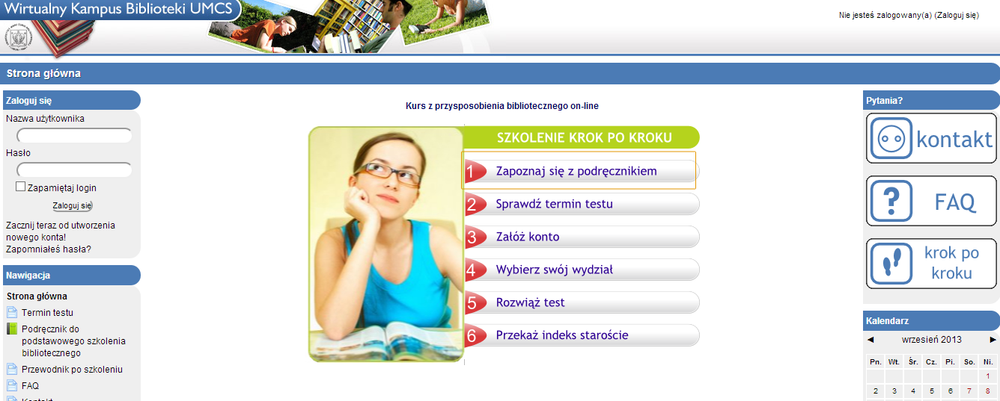 Wirtualny Kampus Biblioteki UMCS
Nie jesteś zalogowany(a) (Zaloguj się)
Strona główna
Zaloguj się
Nazwa użytkownika
Hasło
Zapamiętaj login
Zaloguj się
Zacznij teraz od utworzenia
nowego konta!
Zapomniałeś hasła?
Nawigacja
Strona główna
Termin testu
Podręcznik do
podstawowego szkolenia
bibliotecznego
Przewodnik po szkoleniu
FAQ
Kurs z przysposobienia bibliotecznego on-line
SZKOLENIE KROK PO KROKU
1 Zapoznaj się z podręcznikiem
2 Sprawdź termin testu
3 Załóż konto
4 Wybierz swój wydział
5 Rozwiąż test
6 Przekaż indeks staroście
Pytania?
kontakt
? FAQ
krok po
kroku
Kalendarz
◄ wrzesień 2013 ►
Pn. Wt. Śr. Cz. Pi. So. Ni.
1
2 3 4 5 6 7 8